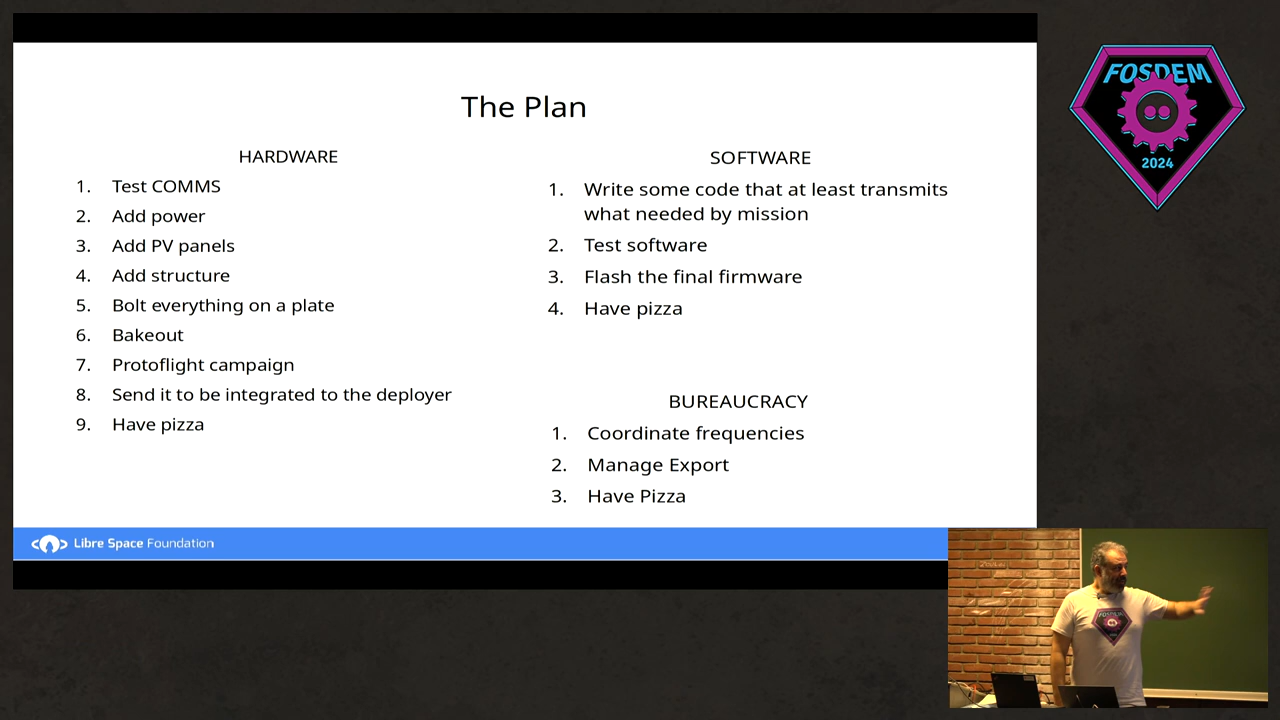 The Plan
HARDWARE
1. Test COMMS
2. Add power
3. Add PV panels
4. Add structure
5. Bolt everything on a plate
6. Bakeout
7. Protoflight campaign
8. Send it to be integrated to the deployer
9. Have pizza
SOFTWARE
1. Write some code that at least transmits
what needed by mission
2. Test software
3. Flash the final firmware
4. Have pizza
BUREAUCRACY
1. Coordinate frequencies
2. Manage Export
3. Have Pizza
Libre Space Foundation
FOSDEM
2024
FOSDEM